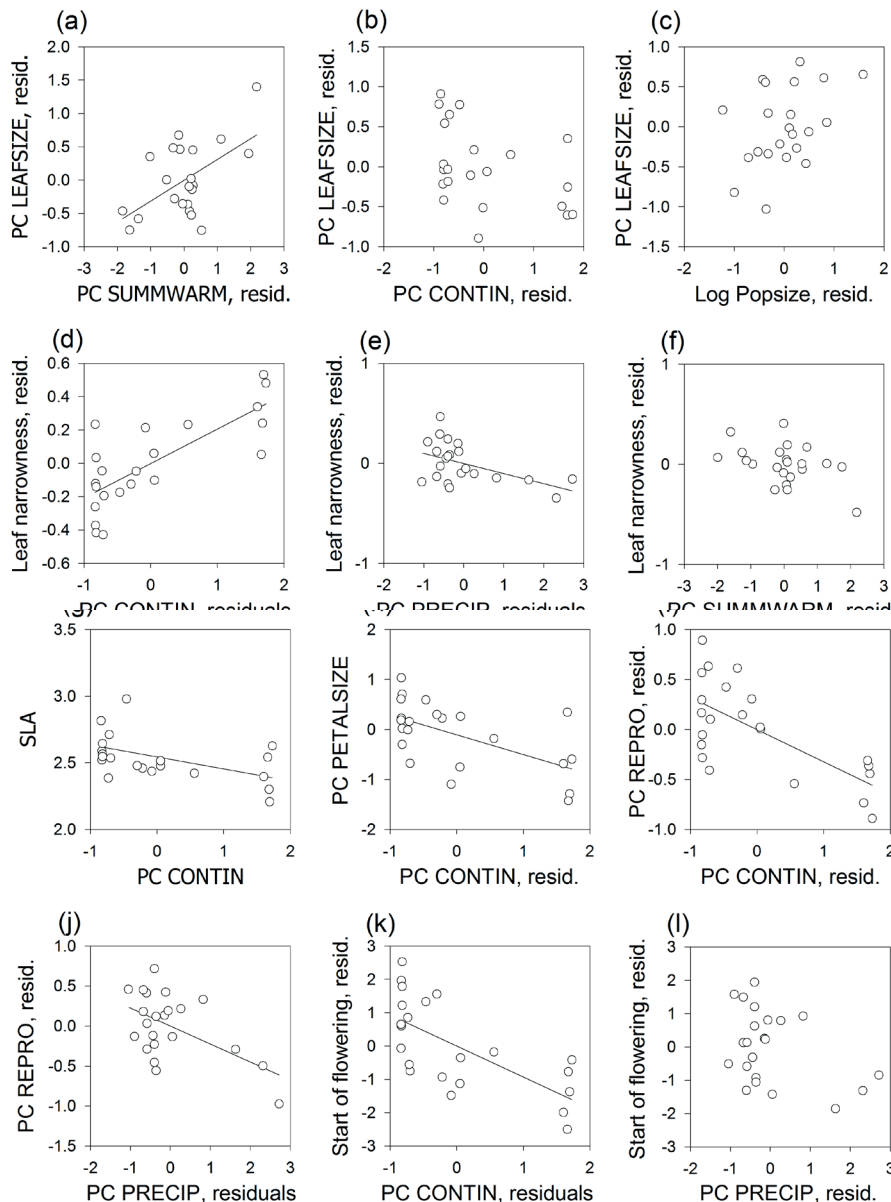 (a)
(b)
(c)
2.0
1.5
1.0
0.5
0.0
-0.5
-1.0
PC LEAFSIZE, resid.
-3 -2 -1 0 1 2 3
PC SUMMWARM, resid.
1.5
1.0
0.5
0.0
0.5
1.0
PC LEAFSIZE, resid.
-1 0 1 2
PC CONTIN, resid.
1.0
0.5
0.0
-0.5
-1.0
-1.5
PC LEAFSIZE, resid.
-2 -1 0 1 2
Log Popsize, resid.
(d)
(e)
(f)
0.6
0.4
0.2
0.0
-0.2
-0.4
-0.6
Leaf narrowness, resid.
-1 0 1 2
PC CONTIN, residuals
1
0
-1
Leaf narrowness, resid.
-2 -1 0 1 2 3
PC PRECIP, residuals
1
0
1
Leaf narrowness, resid.
-3 -2 -1 0 1 2 3
PC SUMMWARM, resid
3.5
3.0
2.5
2.0
SLA
-1 0 1 2
PC CONTIN
2
1
0
-1
-2
PC PETALSIZE
-1 0 1 2
PC CONTIN, resid.
1.0
0.5
0.0
-0.5
-1.0
PC REPRO, resid.
-1 0 1 2
PC CONTIN, resid.
(j)
(k)
(l)
1.0
0.5
0.0
-0.5
-1.0
-1.5
PC REPRO, resid.
-2 -1 0 1 2 3
PC PRECIP, residuals
3
2
1
0
-1
-2
-3
Start of flowering, resid.
-1 0 1 2
PC CONTIN, residuals
3
2
1
0
-1
-2
-3
Start of flowering, resid.
-2 -1 0 1 2 3
PC PRECIP, resid.